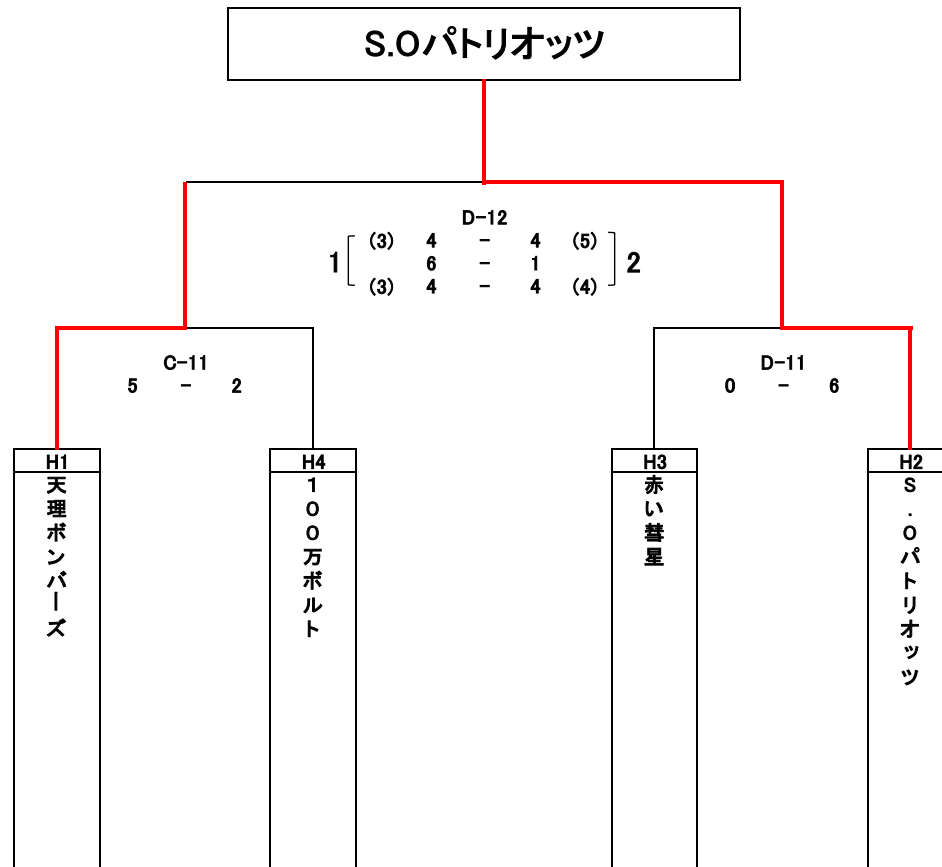 S.Oパトリオッツ
D-12
(3) 4 - 4 (5)
1 6 - 1 2
(3) 4 - 4 (4)
C-11
5 - 2
D-11
0 - 6
H1
天理ボンバーズ
H4
100万ボルト
H3
赤い彗星
H2
S.Oパトリオッツ